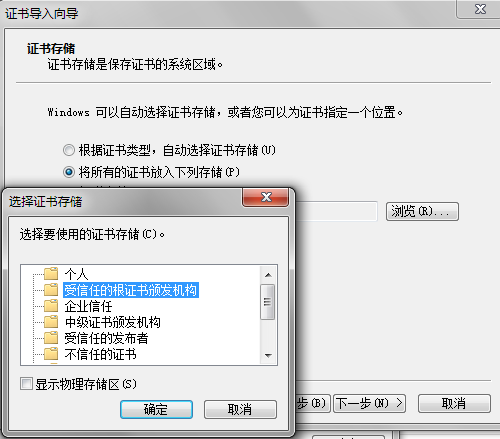 证书导入向导
证书存储
证书存储是保存证书的系统区域。
Windows 可以自动选择证书存储，或者您可以为证书指定一个位置。
根据证书类型，自动选择证书存储(U)
将所有的证书放入下列存储(P)
浏览(R)...
选择证书存储
选择要使用的证书存储(C)。
个人
受信任的根证书颁发机构
企业信任
中级证书颁发机构
受信任的发布者
不信任的证书
显示物理存储区(S)
确定
取消
步(B)
下一步(N) >
取消